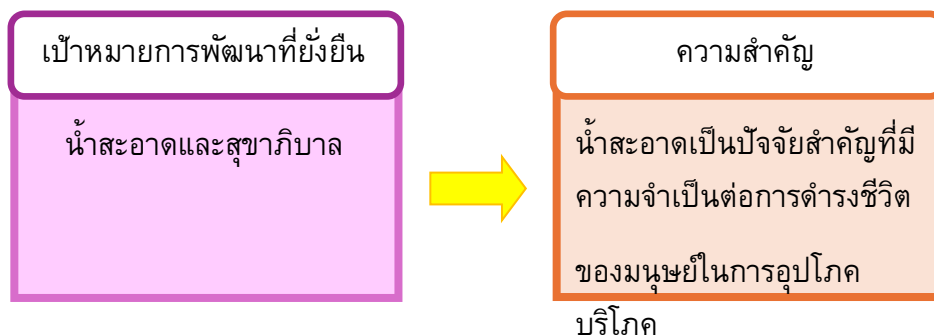 เป้าหมายการพัฒนาที่ยั่งยืน
น้ำสะอาดและสุขาภิบาล
ความสำคัญ
น้ำสะอาดเป็นปัจจัยสำคัญที่มี
ความจำเป็นต่อการดำรงชีวิต
ของมนุษย์ในการอุปโภค
บริโภค